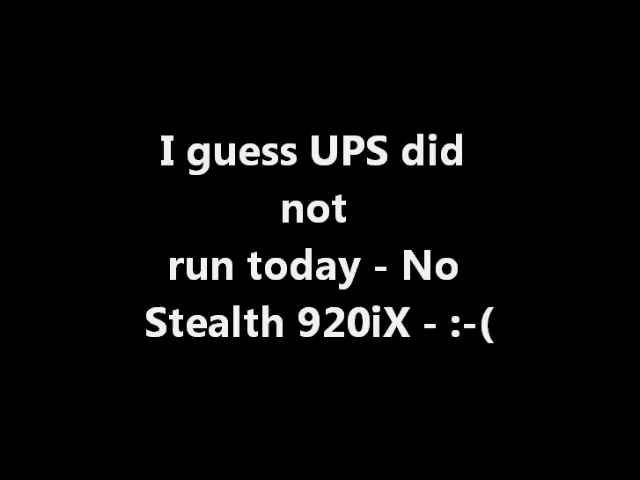 I guess UPS did
not
run today - No
Stealth 920iX - :-(